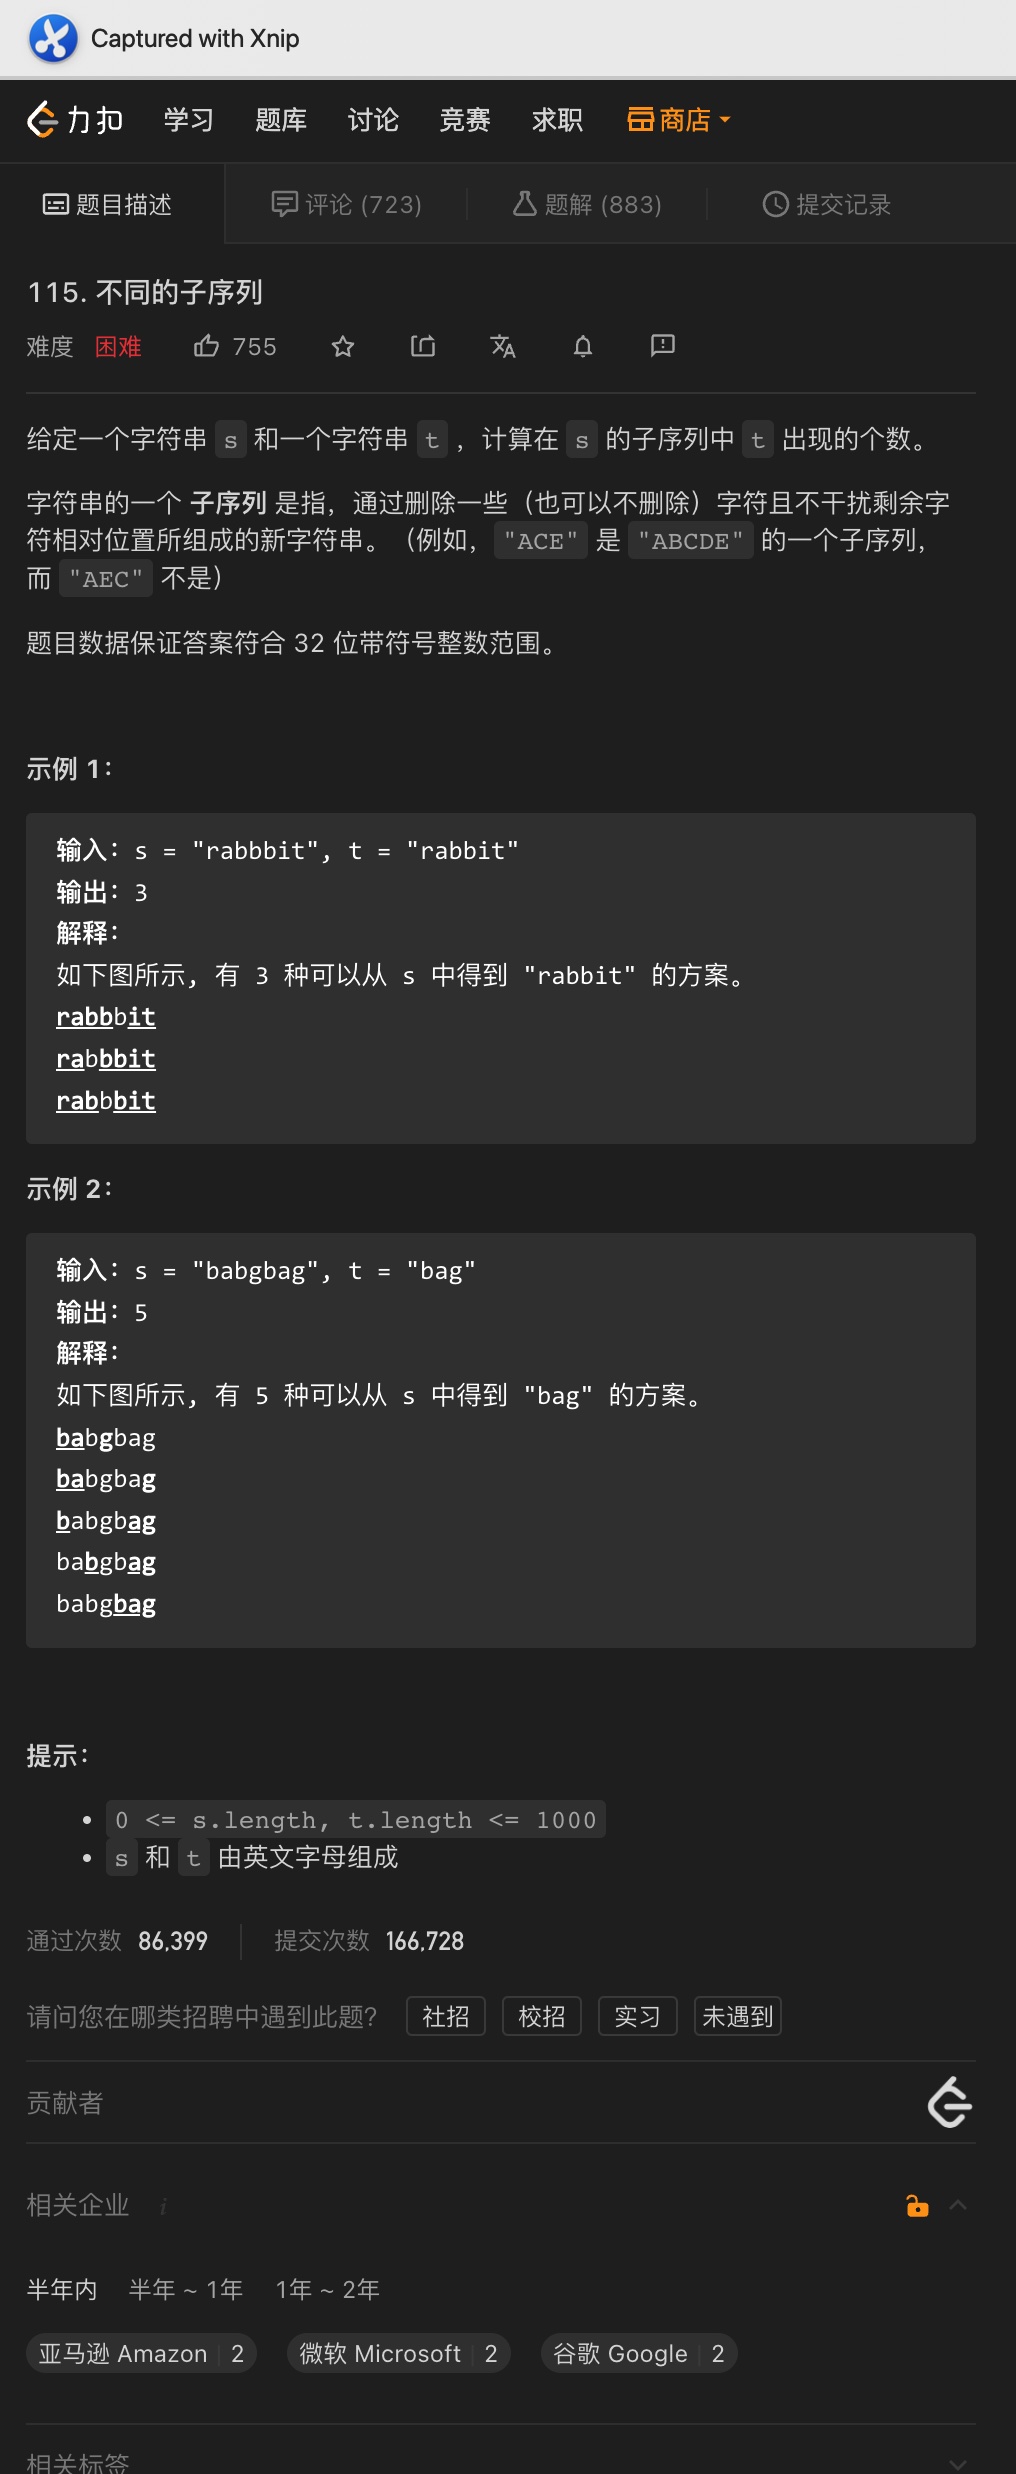 Captured with Xnip
力扣 学习 题库 讨论 竞赛 求职 商店
题目描述 评论 (723) 题解 (883) 提交记录
115. 不同的子序列
难度 困难 755
给定一个字符串 s 和一个字符串 t ，计算在 s 的子序列中 t 出现的个数。
字符串的一个 子序列 是指，通过删除一些（也可以不删除）字符且不干扰剩余字
符相对位置所组成的新字符串。（例如，"ACE" 是 "ABCDE" 的一个子序列，
而 "AEC" 不是）
题目数据保证答案符合 32 位带符号整数范围。
示例 1：
输入：s = "rabbbit", t = "rabbit"
输出：3
解释：
如下图所示, 有 3 种可以从 s 中得到 "rabbit" 的方案。
rabbbit
rabbbit
rabbbit
示例 2：
输入：s = "babgbag", t = "bag"
输出：5
解释：
如下图所示, 有 5 种可以从 s 中得到 "bag" 的方案。
babgbag
babgbag
babgbag
babgbag
babgbag
提示：
• 0 <= s.length, t.length <= 1000
• s 和 t 由英文字母组成
通过次数 86,399 提交次数 166,728
请问您在哪类招聘中遇到此题? 社招 校招 实习 未遇到
贡献者
相关企业 i
半年内 半年 ~ 1年 1年 ~ 2年
亚马逊 Amazon 2 微软 Microsoft 2 谷歌 Google 2
相关标签